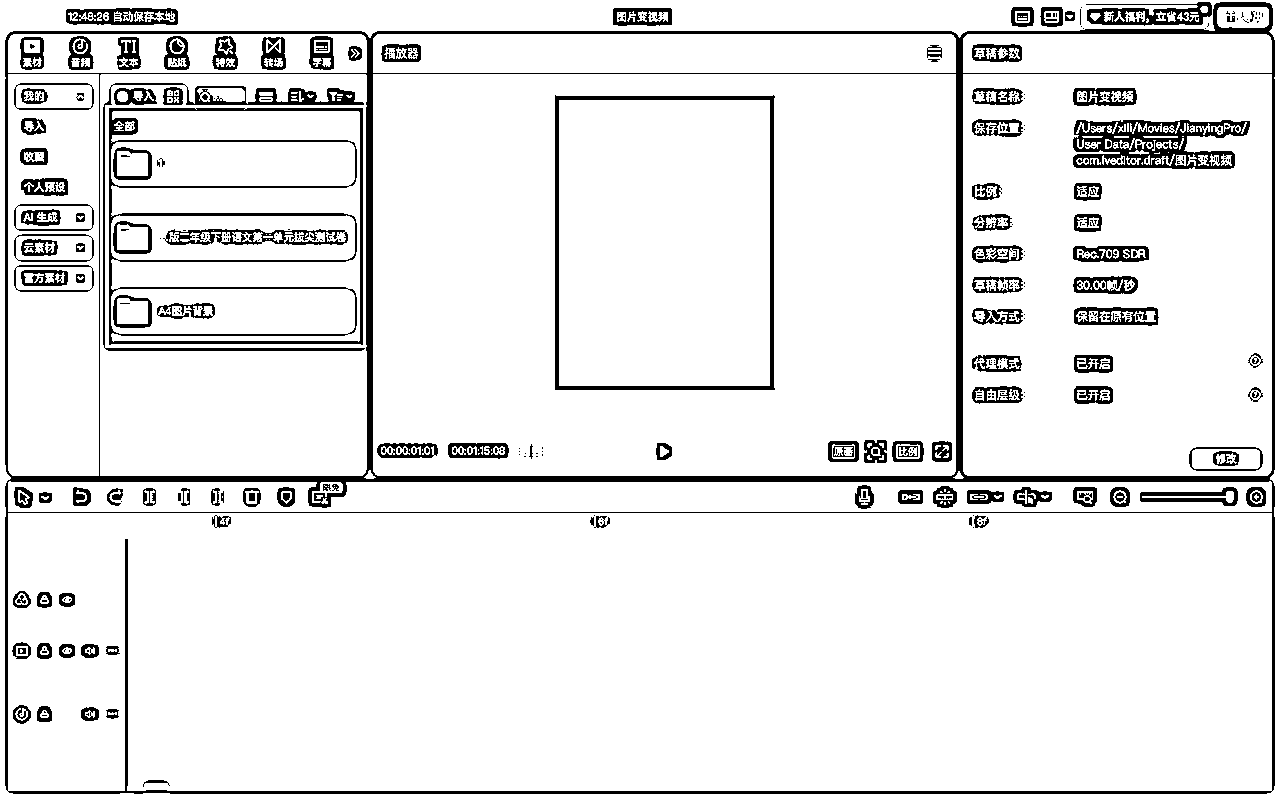 12:48:26 自动保存本地
图片变视频
新人福利，立省43元
素材
音频
文本
贴纸
特效
转场
字幕
播放器
草稿参数
我的
导入
收藏
个人预设
AI 生成
云素材
官方素材
导入
全部
版二年级下册语文第一单元拔尖测试卷
A4图片背景
00:00:01:01
00:01:15:08
原画
比例
草稿名称:
图片变视频
保存位置:
/Users/xili/Movies/JianyingPro/
User Data/Projects/
com.lveditor.draft/图片变视频
比例:
适应
分辨率:
适应
色彩空间:
Rec.709 SDR
草稿帧率:
30.00帧/秒
导入方式:
保留在原有位置
代理模式:
已开启
自由层级:
已开启
修改
限免